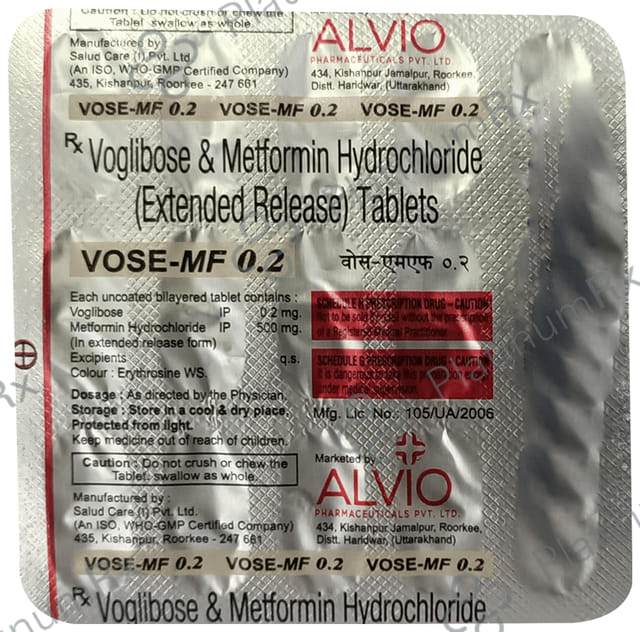 Caution : Do not crush or chew the
Tablet. swallow as whole.
Manufactured by :
Salud Care (I) Pvt. Ltd.
(An ISO, WHO-GMP Certified Company)
435, Kishanpur, Roorkee - 247 661
ALVIO
PHARMACEUTICALS PVT. LTD.
434, Kishanpur Jamalpur, Roorkee,
Distt. Haridwar, (Uttarakhand)
VOSE-MF 0.2 VOSE-MF 0.2 VOSE-MF 0.2
Rx Voglibose & Metformin Hydrochloride
(Extended Release) Tablets
VOSE-MF 0.2
वोस-एमएफ ०.२
Each uncoated bilayered tablet contains :
Voglibose IP 0.2 mg.
Metformin Hydrochloride IP 500 mg.
(In extended release form)
Excipients q.s.
Colour : Erythrosine WS.
Dosage : As directed by the Physician.
Storage : Store in a cool & dry place,
Protected from light.
Keep medicine out of reach of children.
SCHEDULE H PRESCRIPTION DRUG – CAUTION
Not to be sold by retail without the prescription
of a Registered Medical Practitioner.
SCHEDULE G PRESCRIPTION DRUG – CAUTION
It is dangerous to take this preparation except
under medical supervision.
Mfg. Lic. No.: 105/UA/2006
Caution : Do not crush or chew the
Tablet. swallow as whole.
Manufactured by :
Salud Care (I) Pvt. Ltd.
(An ISO, WHO-GMP Certified Company)
435, Kishanpur, Roorkee - 247 661
Marketed by :
ALVIO
PHARMACEUTICALS PVT. LTD.
434, Kishanpur Jamalpur, Roorkee,
Distt. Haridwar, (Uttarakhand)
VOSE-MF 0.2 VOSE-MF 0.2 VOSE-MF 0.2
Rx Voglibose & Metformin Hydrochloride